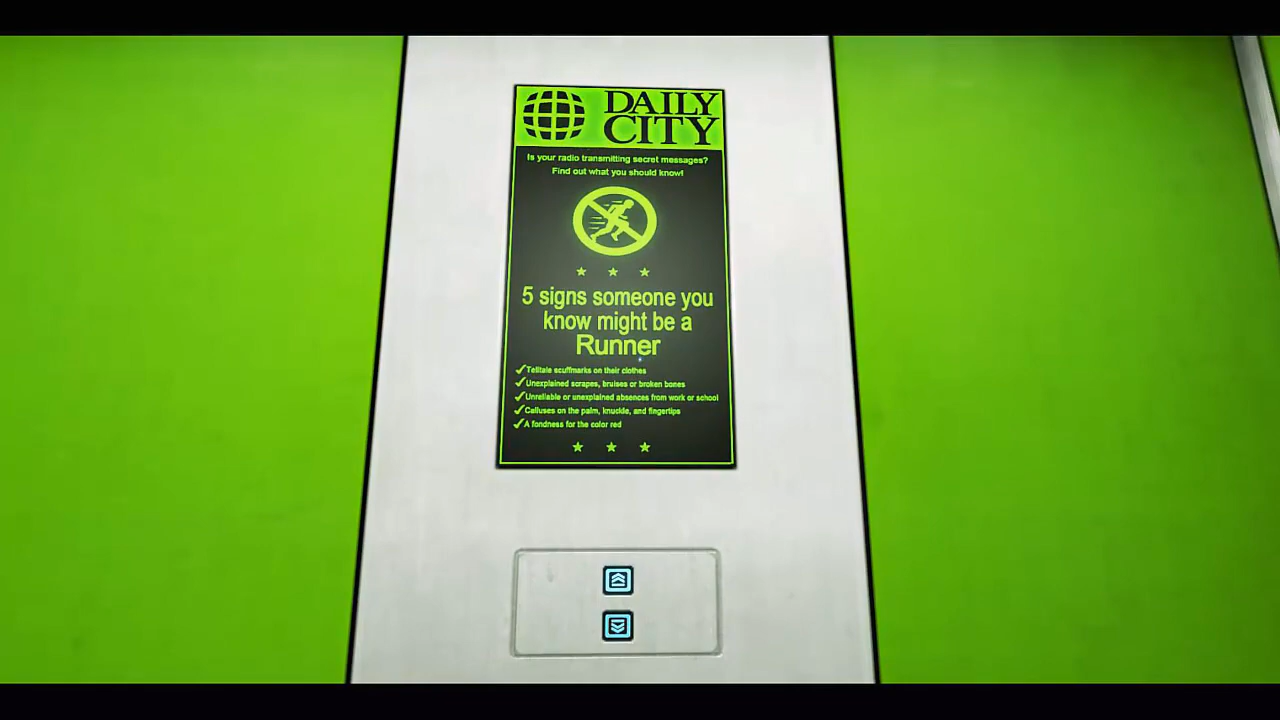 DAILY
CITY
Is your radio transmitting secret messages?
Find out what you should know!
5 signs someone you
know might be a
Runner
Telltale scuffmarks on their clothes
Unexplained scrapes, bruises or broken bones
Unreliable or unexplained absences from work or school
Calluses on the palm, knuckle, and fingertips
A fondness for the color red